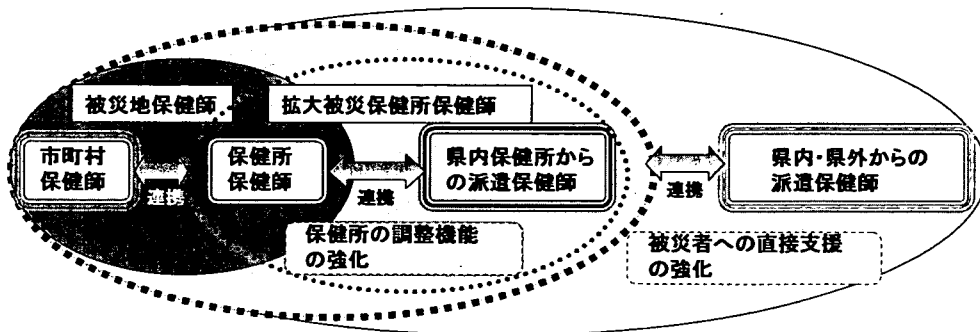 被災地保健師
拡大被災保健所保健師
市町村
保健師
連携
保健所
保健師
連携
県内保健所から
の派遣保健師
連携
県内・県外からの
派遣保健師
保健所の調整機能
の強化
被災者への直接支援
の強化